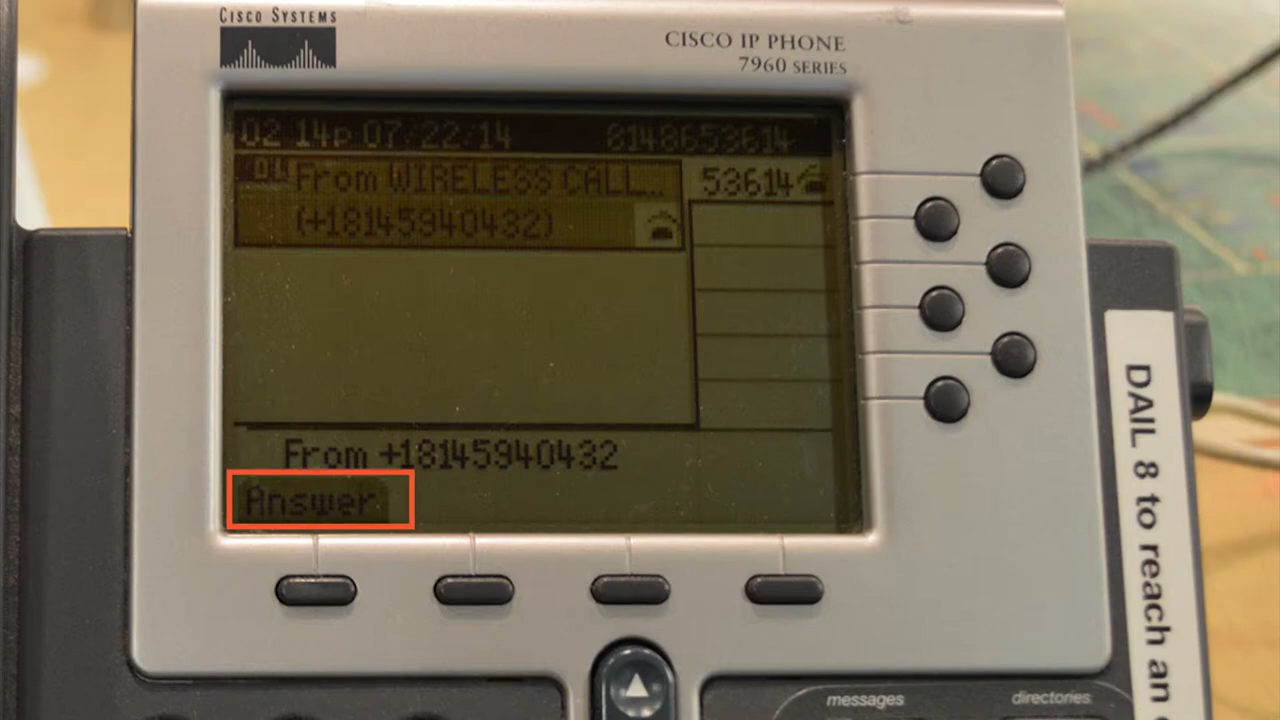 CISCO SYSTEMS
CISCO IP PHONE
7960 SERIES
02 14p 07/22/14 8148653614
From WIRELESS CALL... 53614
(+18145940432)
From +18145940432
Answer
messages directories
DAIL 8 to reach an